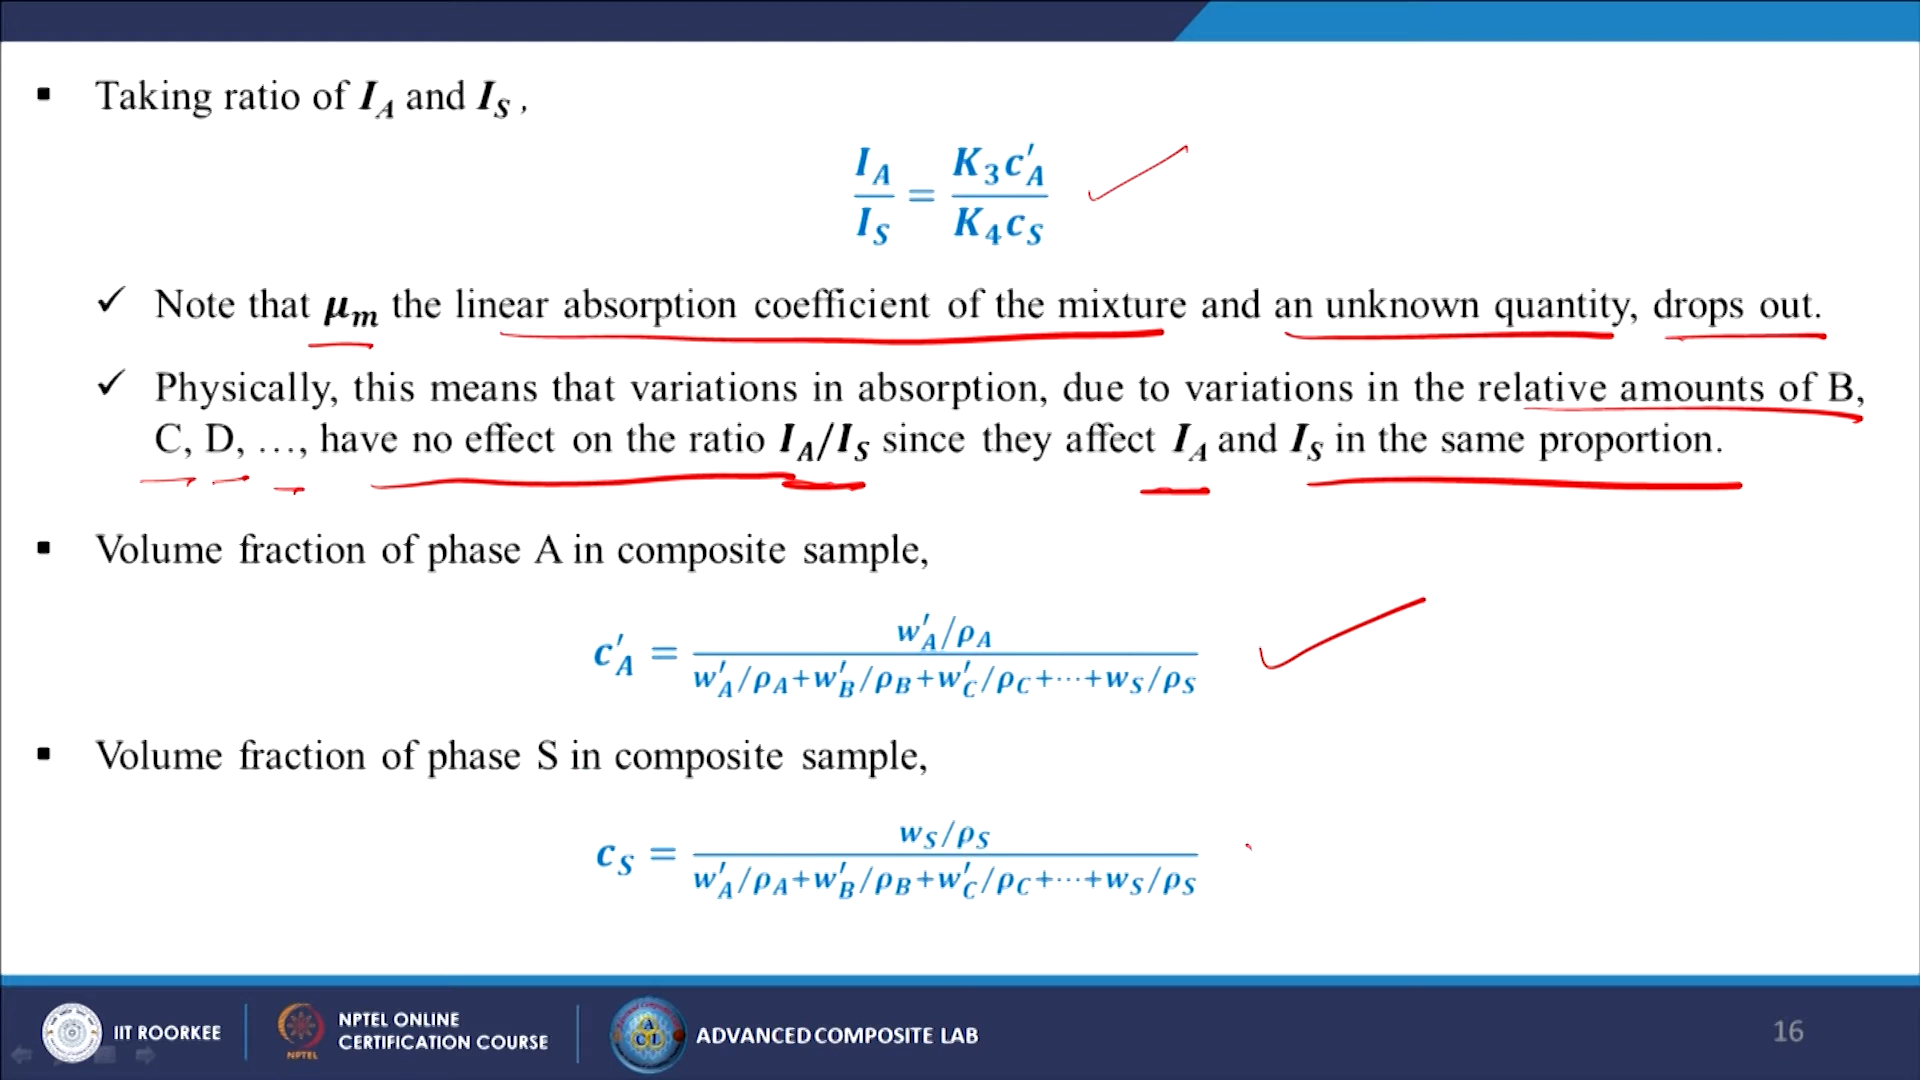 ▪ Taking ratio of I_A and I_S ,
I_A/I_S = K_3c′_A/K_4c_S
✓ Note that μ_m the linear absorption coefficient of the mixture and an unknown quantity, drops out.
✓ Physically, this means that variations in absorption, due to variations in the relative amounts of B,
C, D, …, have no effect on the ratio I_A/I_S since they affect I_A and I_S in the same proportion.
▪ Volume fraction of phase A in composite sample,
c′_A = (w′_A/ρ_A)/(w′_A/ρ_A+w′_B/ρ_B+w′_C/ρ_C+⋯+w_S/ρ_S)
▪ Volume fraction of phase S in composite sample,
c_S = (w_S/ρ_S)/(w′_A/ρ_A+w′_B/ρ_B+w′_C/ρ_C+⋯+w_S/ρ_S)
IIT ROORKEE
NPTEL
NPTEL ONLINE
CERTIFICATION COURSE
ADVANCED COMPOSITE LAB
16